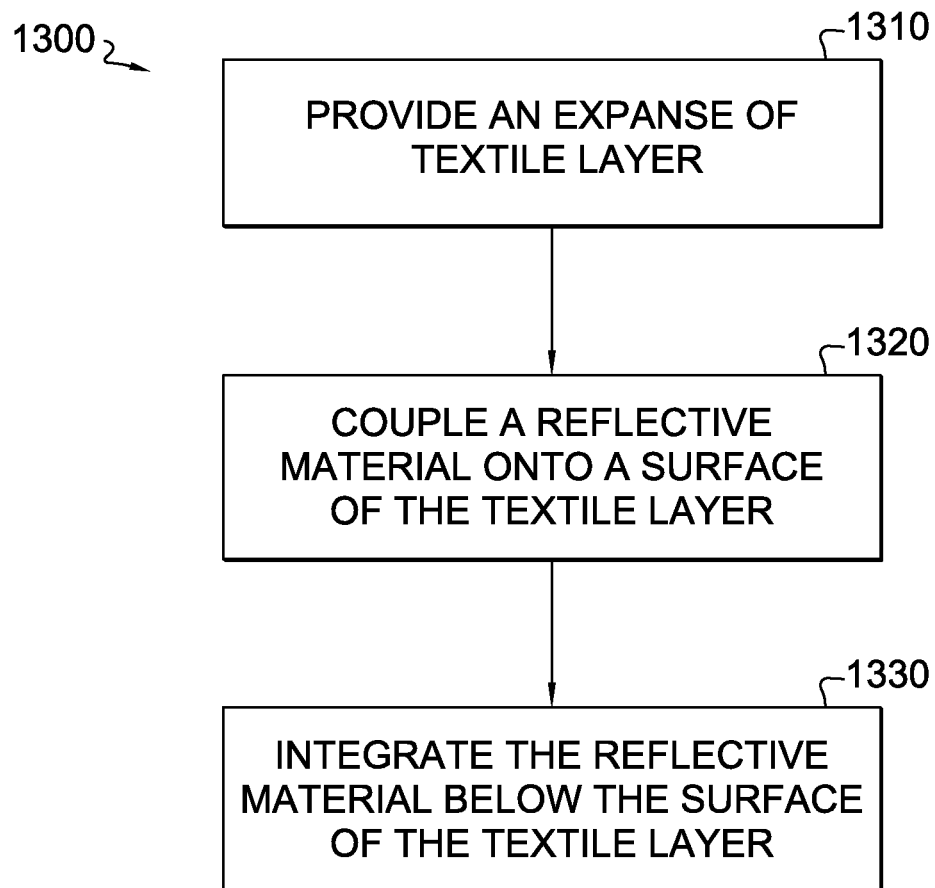 1300
1310
PROVIDE AN EXPANSE OF
TEXTILE LAYER
1320
COUPLE A REFLECTIVE
MATERIAL ONTO A SURFACE
OF THE TEXTILE LAYER
1330
INTEGRATE THE REFLECTIVE
MATERIAL BELOW THE SURFACE
OF THE TEXTILE LAYER